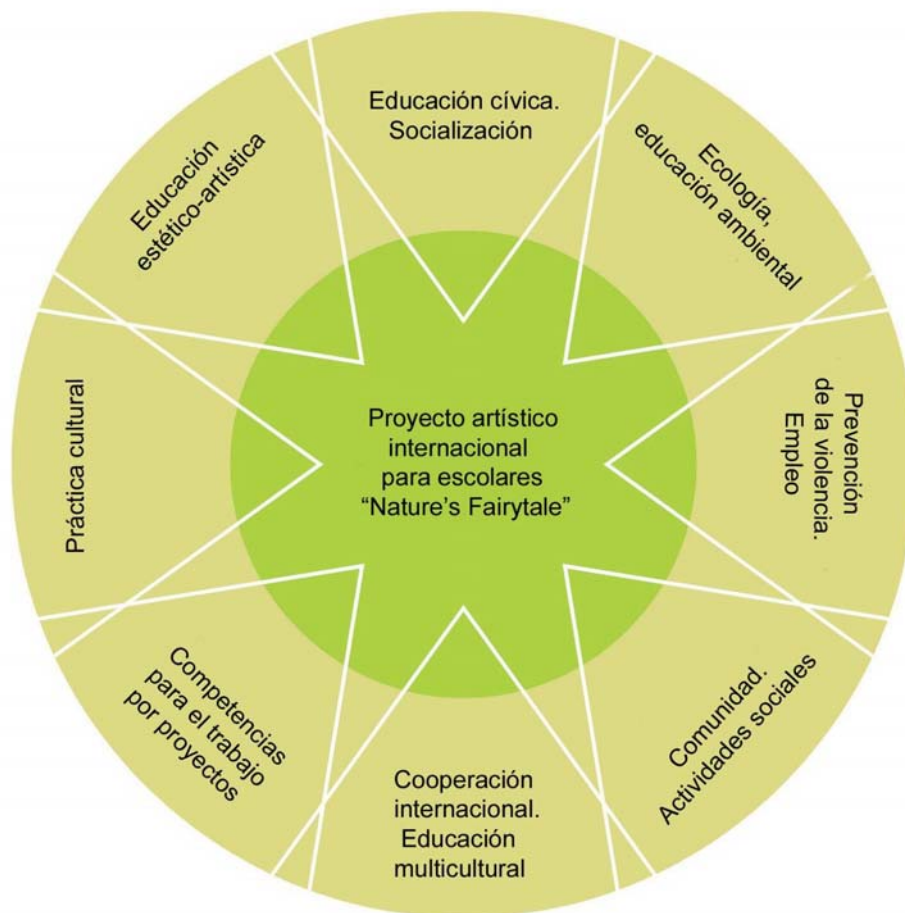 Educación cívica.
Socialización
Ecología,
educación ambiental
Prevención
de la violencia.
Empleo
Comunidad.
Actividades sociales
Cooperación
internacional.
Educación
multicultural
Competencias
para el trabajo
por proyectos
Práctica cultural
Educación
estético-artística
Proyecto artístico
internacional
para escolares
“Nature’s Fairytale”